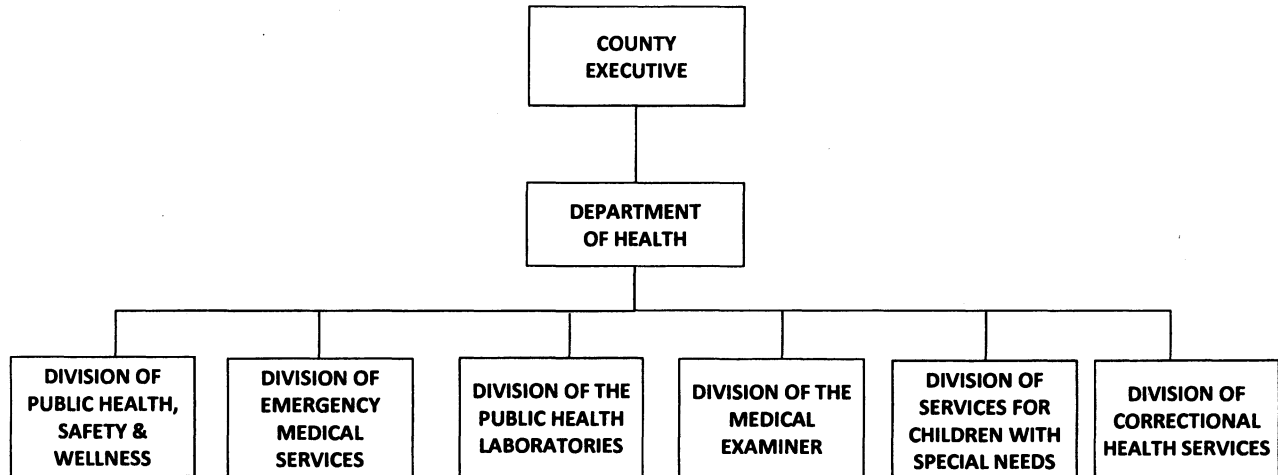 COUNTY
EXECUTIVE
DEPARTMENT
OF HEALTH
DIVISION OF
PUBLIC HEALTH,
SAFETY &
WELLNESS
DIVISION OF
EMERGENCY
MEDICAL
SERVICES
DIVISION OF THE
PUBLIC HEALTH
LABORATORIES
DIVISION OF THE
MEDICAL
EXAMINER
DIVISION OF
SERVICES FOR
CHILDREN WITH
SPECIAL NEEDS
DIVISION OF
CORRECTIONAL
HEALTH SERVICES